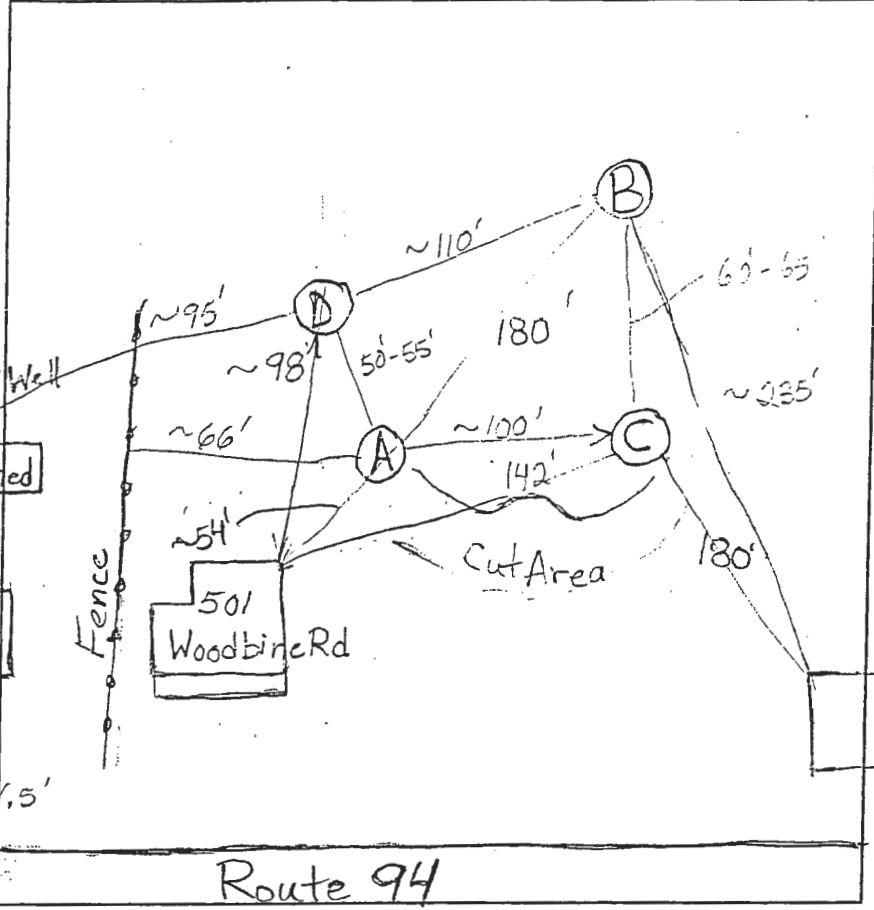 B
~110'
60'-65'
~95'
D
180'
50'-55'
~98'
Well
~235'
~66'
A
~100'
C
ed
142'
~54'
Cut Area
180'
501
Woodbine Rd
Fence
.5'
Route 94